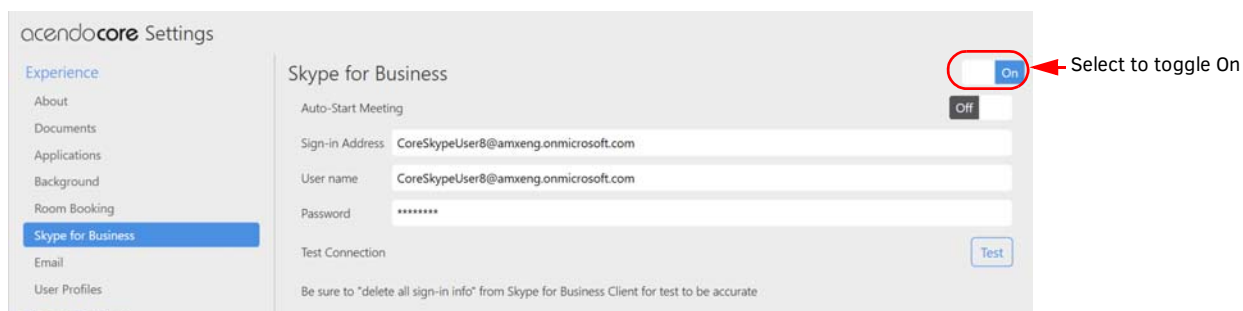 acendocore Settings
Experience
About
Documents
Applications
Background
Room Booking
Skype for Business
Email
User Profiles
Skype for Business
On
Select to toggle On
Auto-Start Meeting
Off
Sign-in Address CoreSkypeUser8@amxeng.onmicrosoft.com
User name CoreSkypeUser8@amxeng.onmicrosoft.com
Password ********
Test Connection
Test
Be sure to "delete all sign-in info" from Skype for Business Client for test to be accurate